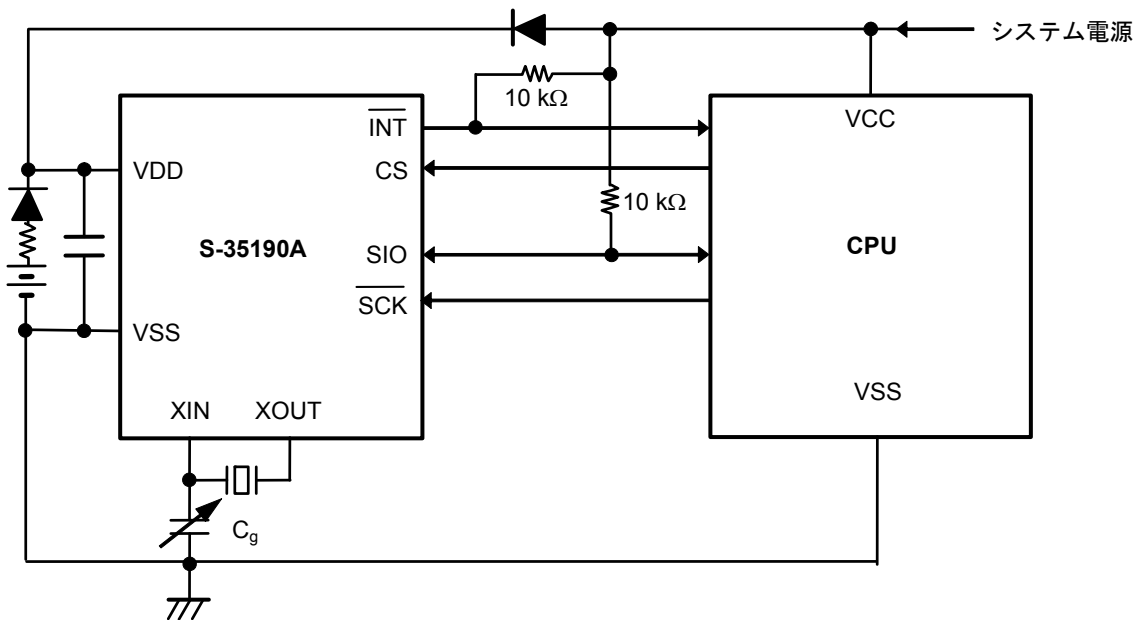 システム電源
10 kΩ
INT
VCC
VDD
CS
10 kΩ
S-35190A
SIO
CPU
SCK
VSS
VSS
XIN
XOUT
Cg